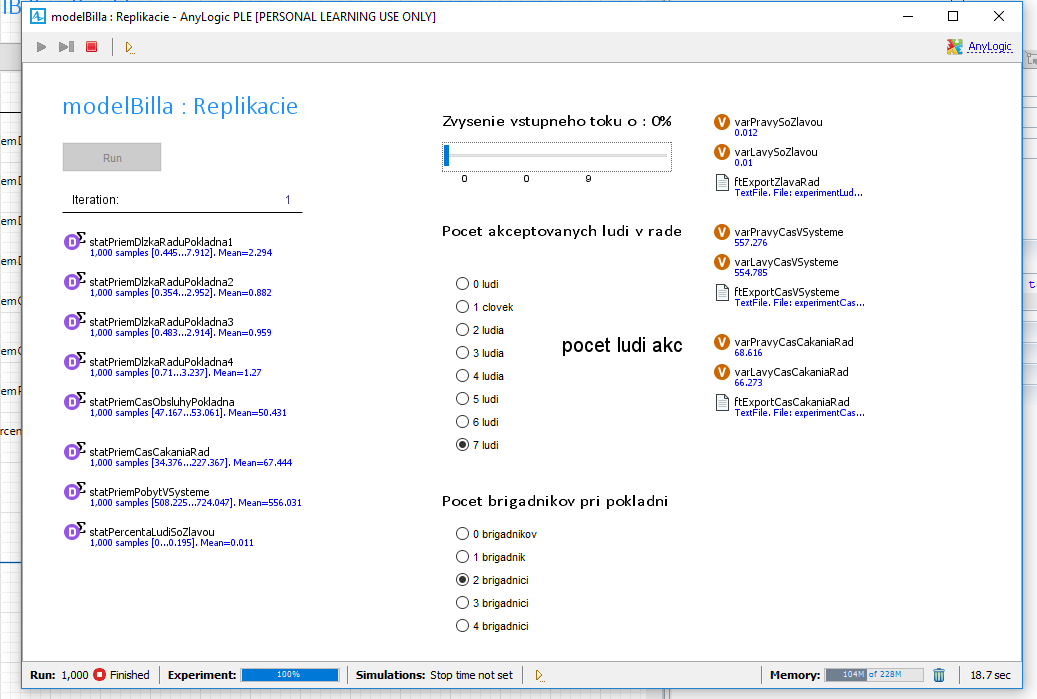 modelBilla : Replikacie - AnyLogic PLE [PERSONAL LEARNING USE ONLY]
AnyLogic
modelBilla : Replikacie
Run
Iteration: 1
statPriemDlzkaRaduPokladna1
1,000 samples [0.445...7.912]. Mean=2.294
statPriemDlzkaRaduPokladna2
1,000 samples [0.354...2.952]. Mean=0.882
statPriemDlzkaRaduPokladna3
1,000 samples [0.483...2.914]. Mean=0.959
statPriemDlzkaRaduPokladna4
1,000 samples [0.71...3.237]. Mean=1.27
statPriemCasObsluhyPokladna
1,000 samples [47.167...53.061]. Mean=50.431
statPriemCasCakaniaRad
1,000 samples [34.376...227.367]. Mean=67.444
statPriemPobytVSysteme
1,000 samples [508.225...724.047]. Mean=556.031
statPercentaLudiSoZlavou
1,000 samples [0...0.195]. Mean=0.011
Zvysenie vstupneho toku o : 0%
0 0 9
Pocet akceptovanych ludi v rade
0 ludi
1 clovek
2 ludia
3 ludia
4 ludia
5 ludi
6 ludi
7 ludi
pocet ludi akc
Pocet brigadnikov pri pokladni
0 brigadnikov
1 brigadnik
2 brigadnici
3 brigadnici
4 brigadnici
V varPravySoZlavou
0.012
V varLavySoZlavou
0.01
ftExportZlavaRad
TextFile. File: experimentLud...
V varPravyCasVSysteme
557.276
V varLavyCasVSysteme
554.785
ftExportCasVSysteme
TextFile. File: experimentCas...
V varPravyCasCakaniaRad
68.616
V varLavyCasCakaniaRad
66.273
ftExportCasCakaniaRad
TextFile. File: experimentCas...
Run: 1,000 Finished Experiment: 100% Simulations: Stop time not set Memory: 104M of 228M 18.7 sec